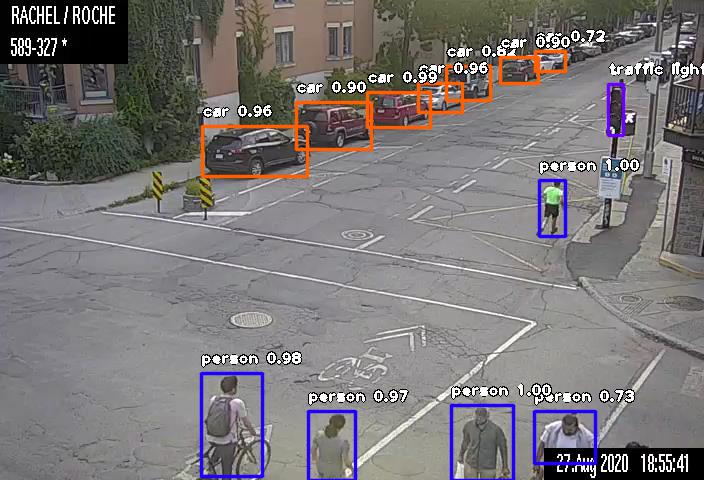 RACHEL / ROCHE
589-327 *
car 0.72
car 0.90
car 0.96
car 0.99
traffic light
car 0.90
car 0.96
person 1.00
person 0.98
person 1.00
person 0.97
person 0.73
27 Aug 2020 18:55:41